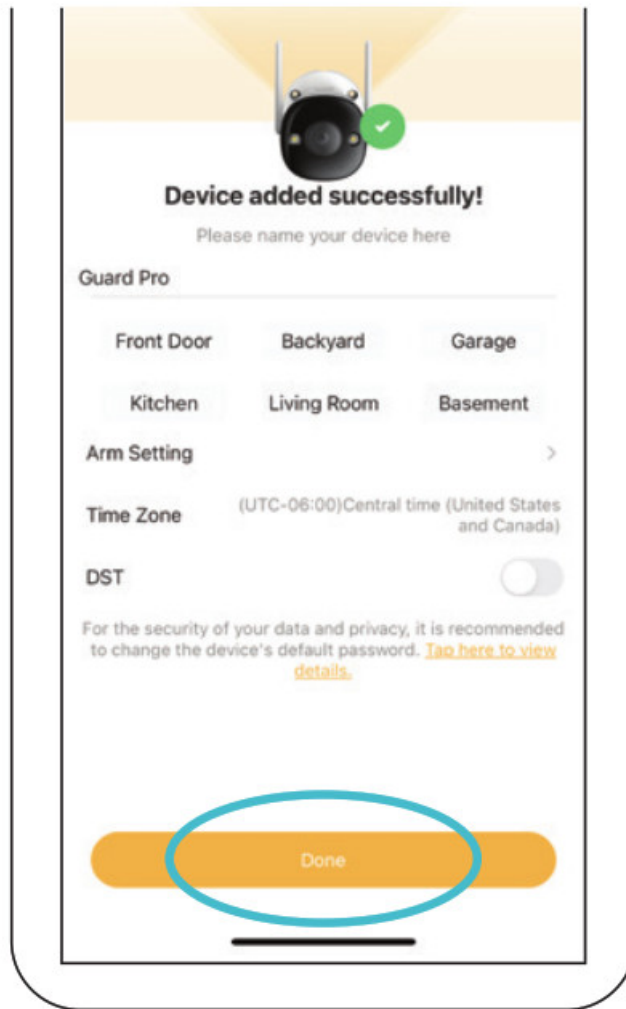 Device added successfully!
Please name your device here
Guard Pro
Front Door Backyard Garage
Kitchen Living Room Basement
Arm Setting >
Time Zone (UTC-06:00)Central time (United States
and Canada)
DST
For the security of your data and privacy, it is recommended
to change the device's default password. Tap here to view
details.
Done